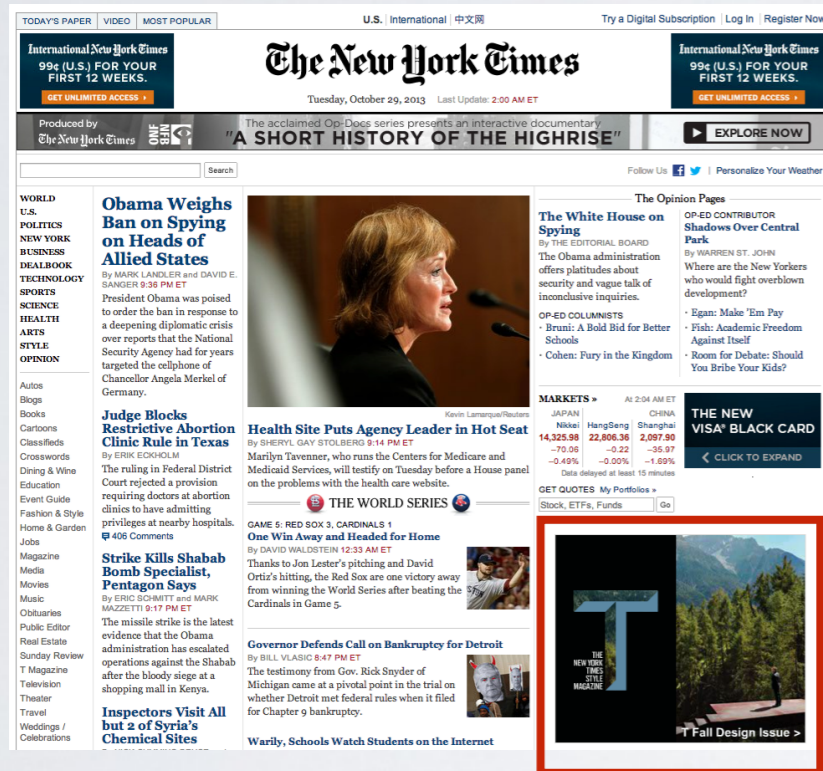 TODAY'S PAPER VIDEO MOST POPULAR
U.S. International 中文网
Try a Digital Subscription Log In Register Now
International New York Times
99¢ (U.S.) FOR YOUR
FIRST 12 WEEKS.
GET UNLIMITED ACCESS
The New York Times
Tuesday, October 29, 2013 Last Update: 2:00 AM ET
International New York Times
99¢ (U.S.) FOR YOUR
FIRST 12 WEEKS.
GET UNLIMITED ACCESS
Produced by
The New York Times
NFB
ONF
The acclaimed Op-Docs series presents an interactive documentary
"A SHORT HISTORY OF THE HIGHRISE"
EXPLORE NOW
Search
Follow Us | Personalize Your Weather
WORLD
U.S.
POLITICS
NEW YORK
BUSINESS
DEALBOOK
TECHNOLOGY
SPORTS
SCIENCE
HEALTH
ARTS
STYLE
OPINION
Autos
Blogs
Books
Cartoons
Classifieds
Crosswords
Dining & Wine
Education
Event Guide
Fashion & Style
Home & Garden
Jobs
Magazine
Media
Movies
Music
Obituaries
Public Editor
Real Estate
Sunday Review
T Magazine
Television
Theater
Travel
Weddings /
Celebrations
Obama Weighs
Ban on Spying
on Heads of
Allied States
By MARK LANDLER and DAVID E.
SANGER 9:36 PM ET
President Obama was poised
to order the ban in response to
a deepening diplomatic crisis
over reports that the National
Security Agency had for years
targeted the cellphone of
Chancellor Angela Merkel of
Germany.
Judge Blocks
Restrictive Abortion
Clinic Rule in Texas
By ERIK ECKHOLM
The ruling in Federal District
Court rejected a provision
requiring doctors at abortion
clinics to have admitting
privileges at nearby hospitals.
406 Comments
Strike Kills Shabab
Bomb Specialist,
Pentagon Says
By ERIC SCHMITT and MARK
MAZZETTI 9:17 PM ET
The missile strike is the latest
evidence that the Obama
administration has escalated
operations against the Shabab
after the bloody siege at a
shopping mall in Kenya.
Inspectors Visit All
but 2 of Syria's
Chemical Sites
Kevin Lamarque/Reuters
Health Site Puts Agency Leader in Hot Seat
By SHERYL GAY STOLBERG 9:14 PM ET
Marilyn Tavenner, who runs the Centers for Medicare and
Medicaid Services, will testify on Tuesday before a House panel
on the problems with the health care website.
THE WORLD SERIES
GAME 5: RED SOX 3, CARDINALS 1
One Win Away and Headed for Home
By DAVID WALDSTEIN 12:33 AM ET
Thanks to Jon Lester's pitching and David
Ortiz's hitting, the Red Sox are one victory away
from winning the World Series after beating the
Cardinals in Game 5.
Governor Defends Call on Bankruptcy for Detroit
By BILL VLASIC 8:47 PM ET
The testimony from Gov. Rick Snyder of
Michigan came at a pivotal point in the trial on
whether Detroit met federal rules when it filed
for Chapter 9 bankruptcy.
Warily, Schools Watch Students on the Internet
The Opinion Pages
The White House on
Spying
By THE EDITORIAL BOARD
The Obama administration
offers platitudes about
security and vague talk of
inconclusive inquiries.
OP-ED COLUMNISTS
· Bruni: A Bold Bid for Better
Schools
· Cohen: Fury in the Kingdom
OP-ED CONTRIBUTOR
Shadows Over Central
Park
By WARREN ST. JOHN
Where are the New Yorkers
who would fight overblown
development?
· Egan: Make 'Em Pay
· Fish: Academic Freedom
Against Itself
· Room for Debate: Should
You Bribe Your Kids?
MARKETS » At 2:04 AM ET
JAPAN CHINA
Nikkei HangSeng Shanghai
14,325.98 22,806.36 2,097.90
−70.06 −0.22 −35.97
−0.49% −0.00% −1.69%
Data delayed at least 15 minutes
GET QUOTES My Portfolios »
Stock, ETFs, Funds Go
THE NEW
VISA® BLACK CARD
CLICK TO EXPAND
T
THE
NEW YORK
TIMES
STYLE
MAGAZINE
T Fall Design Issue >